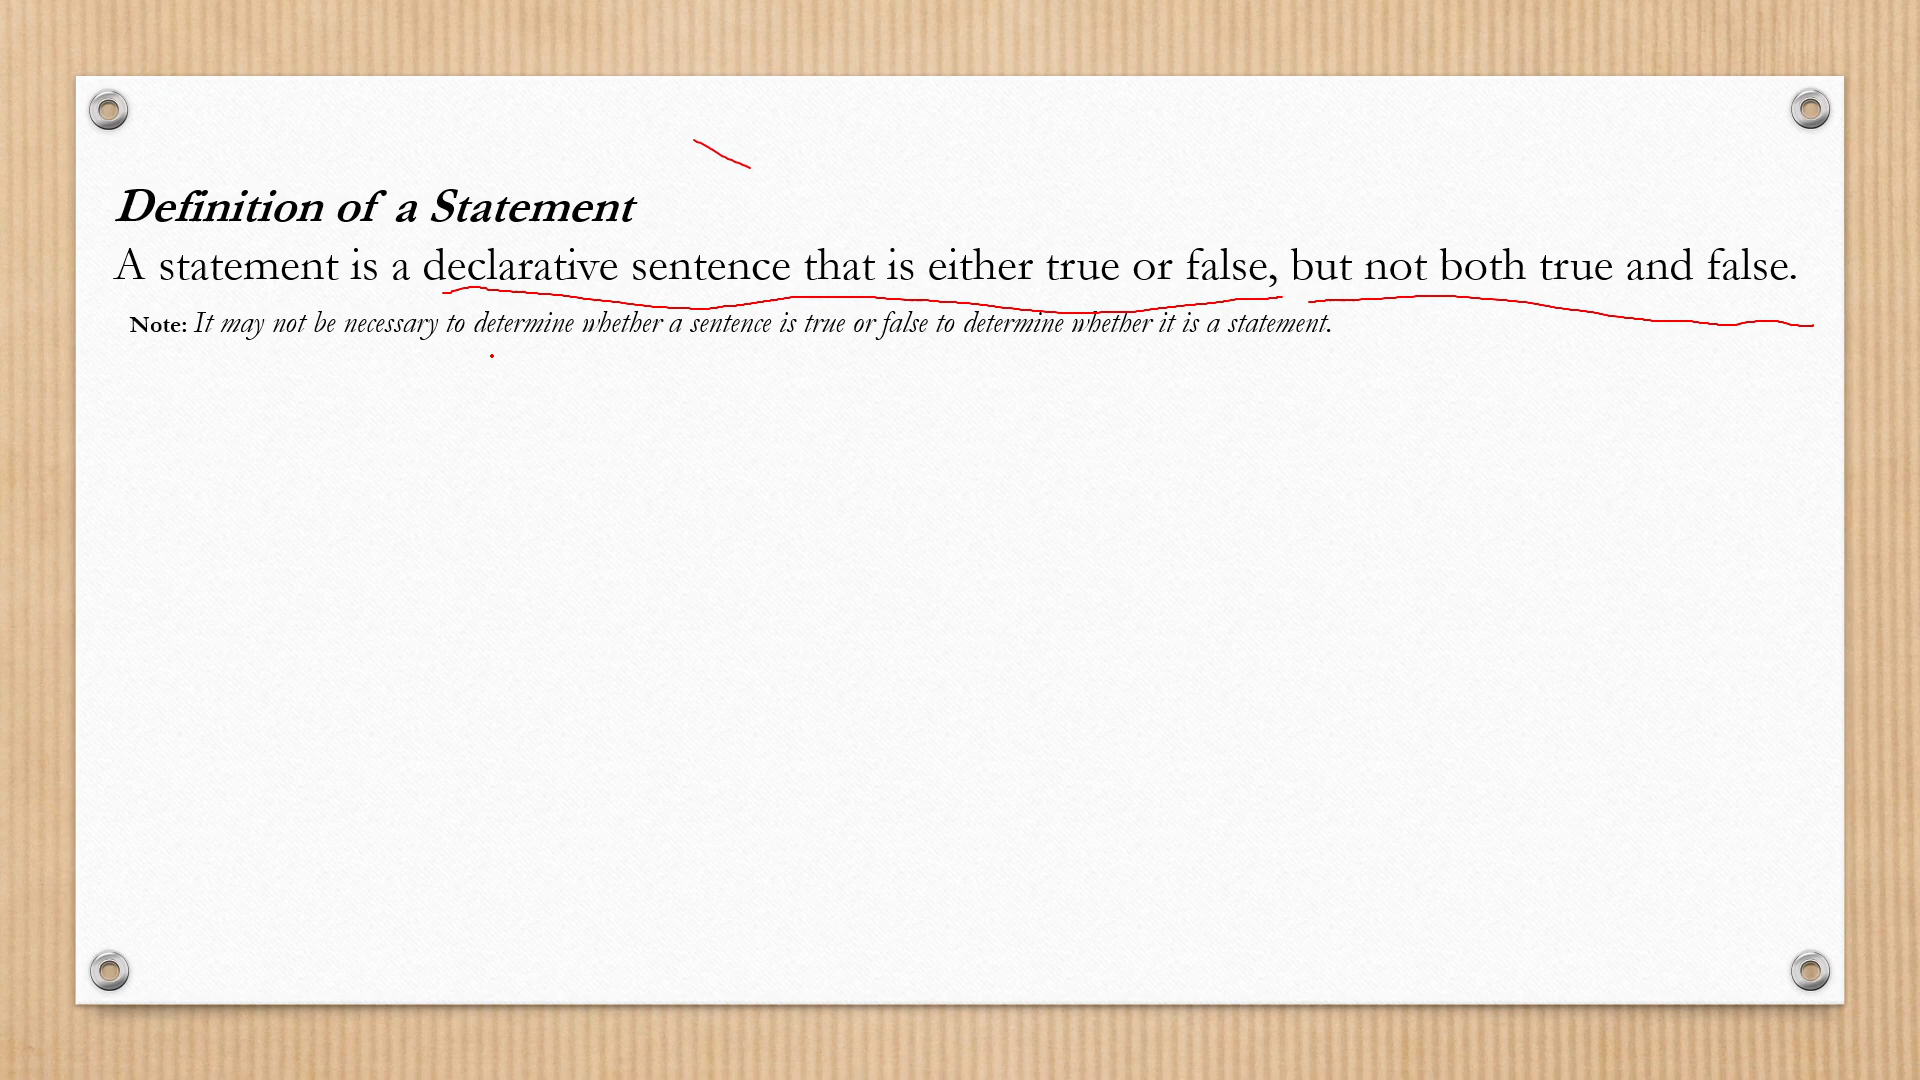 Definition of a Statement
A statement is a declarative sentence that is either true or false, but not both true and false.
Note: It may not be necessary to determine whether a sentence is true or false to determine whether it is a statement.